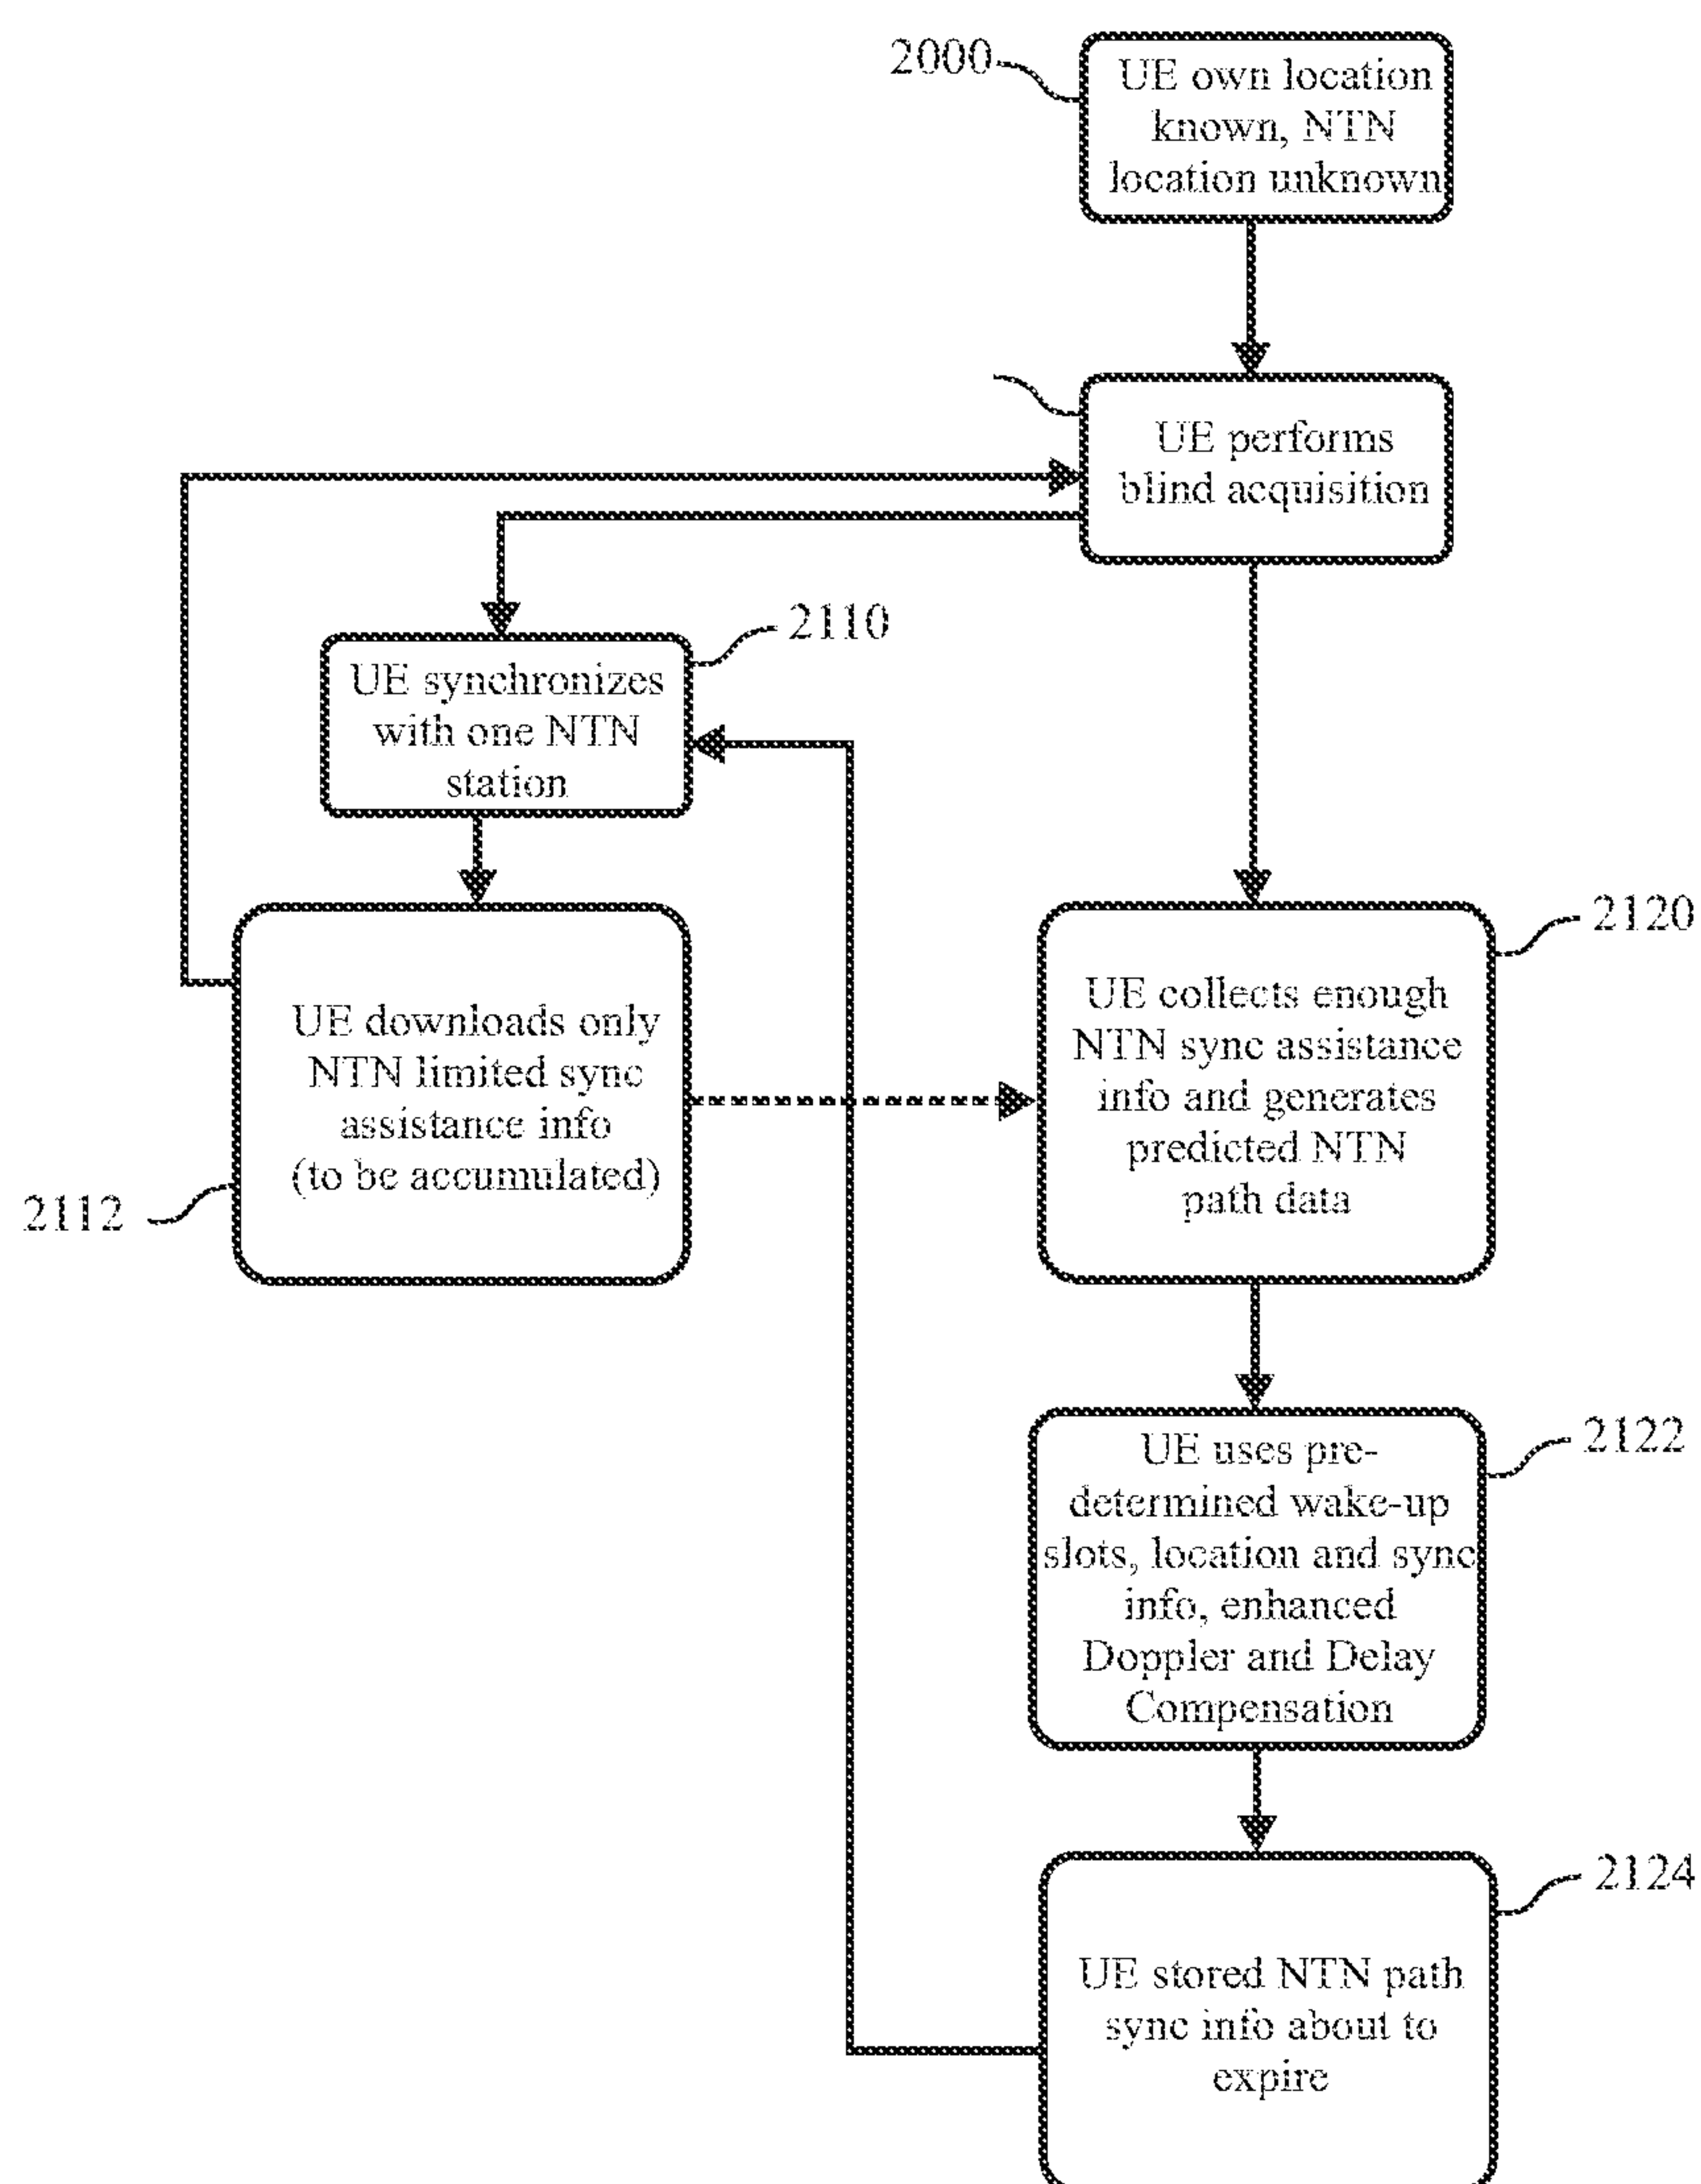 2000
UE own location
known, NTN
location unknown
UE performs
blind acquisition
2110
UE synchronizes
with one NTN
station
2120
UE downloads only
NTN limited sync
assistance info
(to be accumulated)
2112
UE collects enough
NTN sync assistance
info and generates
predicted NTN
path data
2122
UE uses pre-
determined wake-up
slots, location and sync
info, enhanced
Doppler and Delay
Compensation
2124
UE stored NTN path
sync info about to
expire